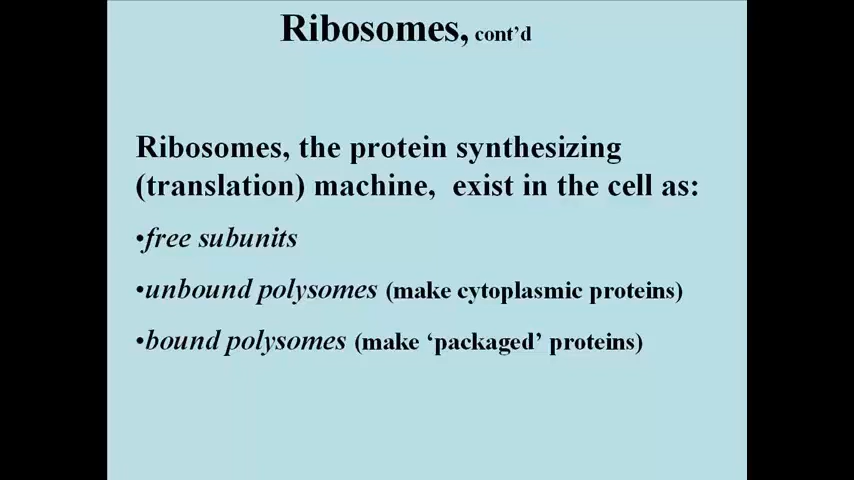 Ribosomes, cont’d
Ribosomes, the protein synthesizing
(translation) machine, exist in the cell as:
•free subunits
•unbound polysomes (make cytoplasmic proteins)
•bound polysomes (make ‘packaged’ proteins)